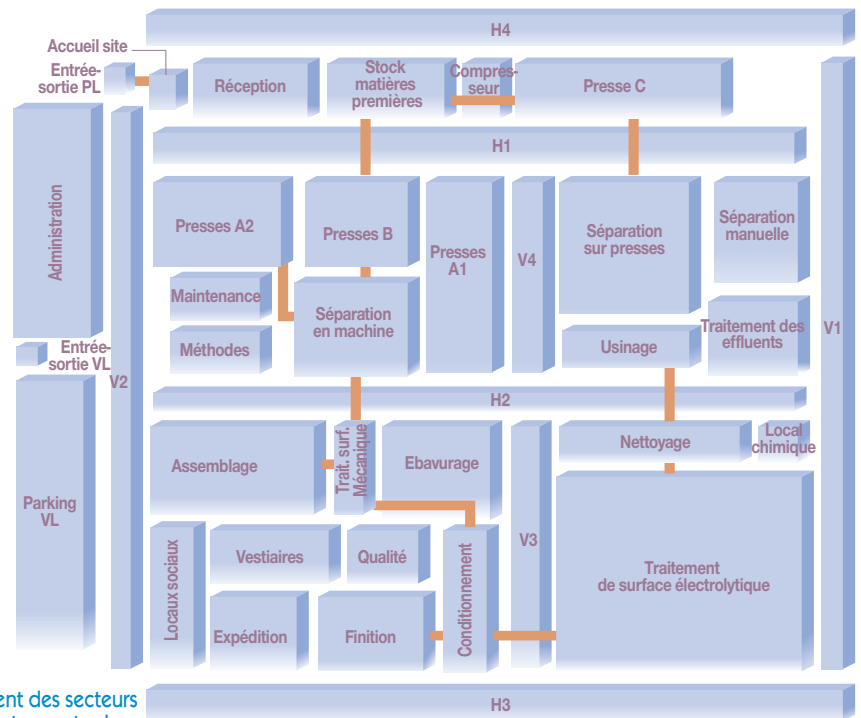 H4
Accueil site
Entrée-
sortie PL
Réception
Stock
matières
premières
Compres-
seur
Presse C
H1
Administration
Presses A2
Presses B
Presses
A1
V4
Séparation
sur presses
Séparation
manuelle
Maintenance
Séparation
en machine
Méthodes
Usinage
Traitement des
effluents
V1
Entrée-
sortie VL
V2
H2
Assemblage
Trait. surf.
Mécanique
Ebavurage
Nettoyage
Local
chimique
Parking
VL
Locaux sociaux
Vestiaires
Qualité
Conditionnement
V3
Traitement
de surface électrolytique
Expédition
Finition
ent des secteurs
H3